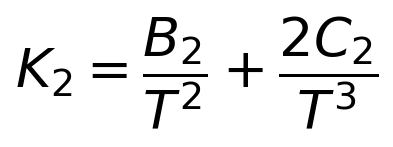 K₂ = B₂/T² + 2C₂/T³